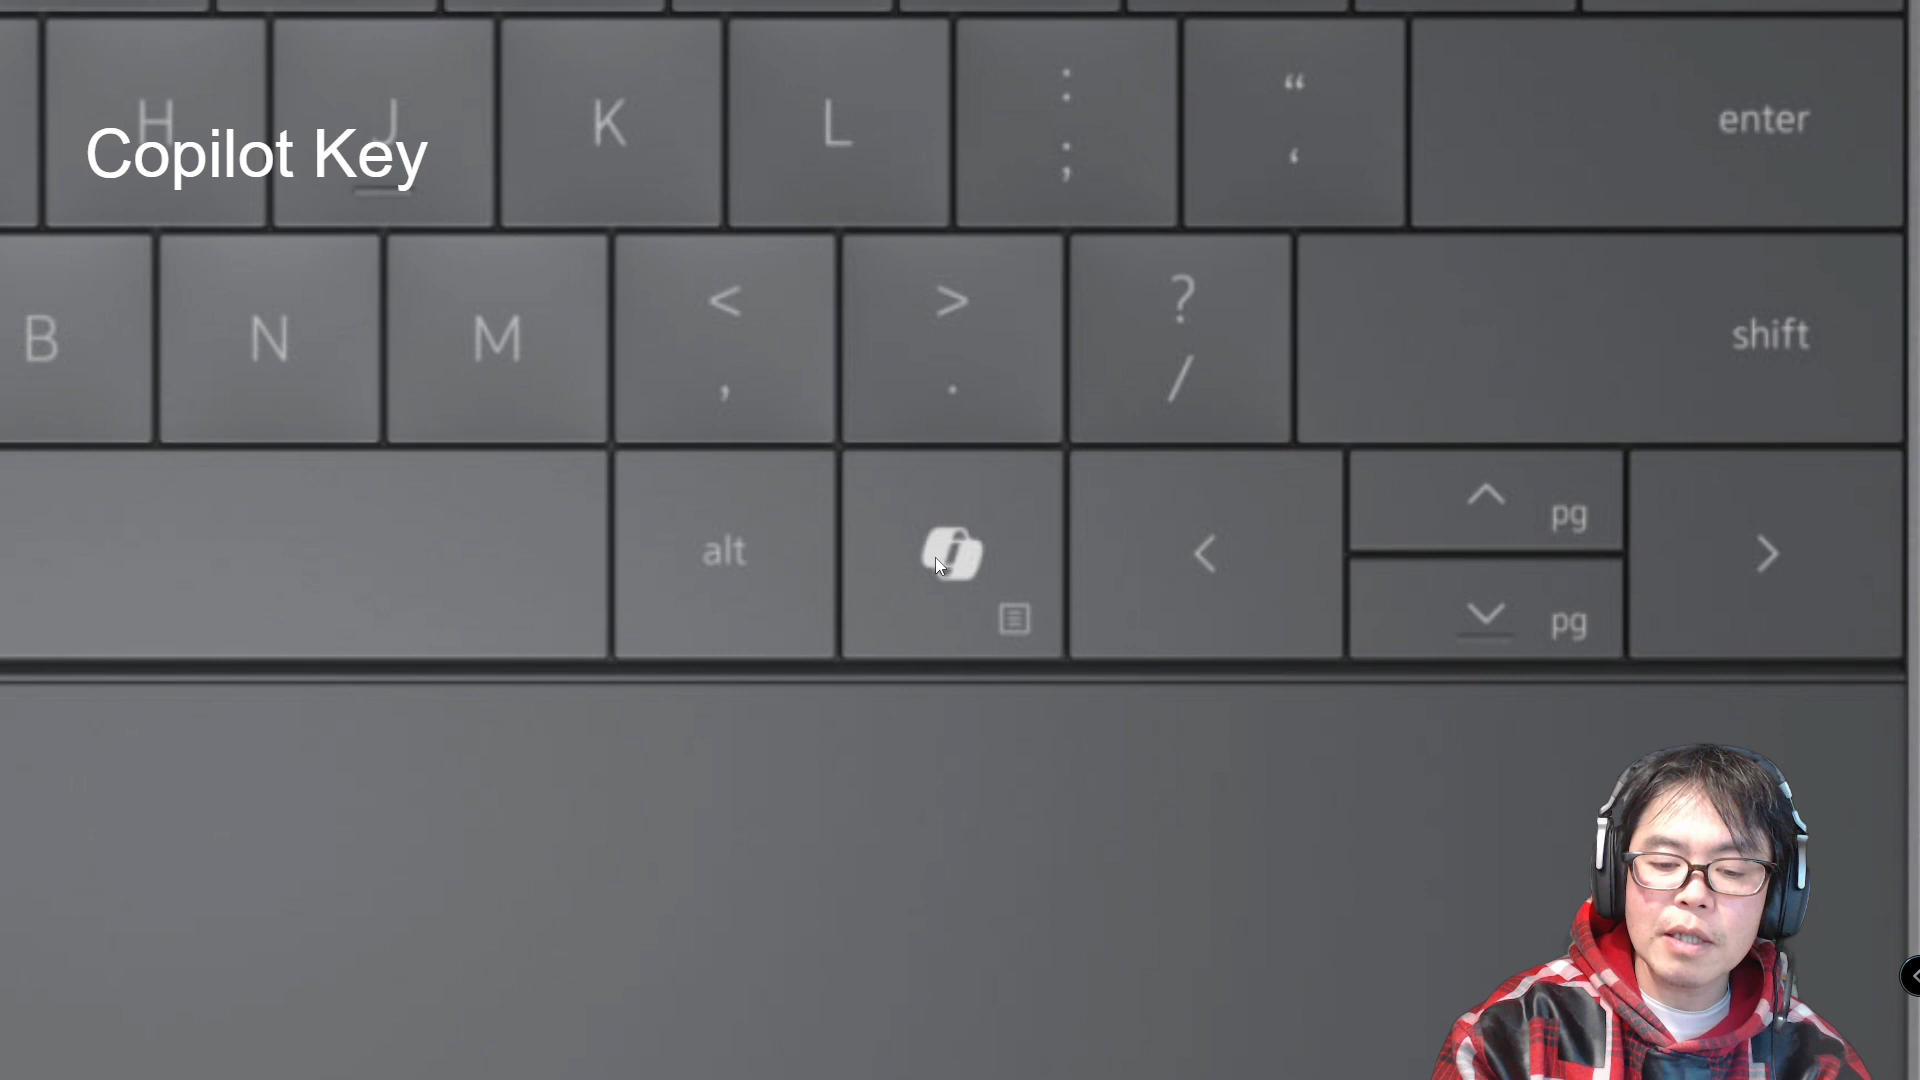 Copilot Key
H J K L : ; “ ‘ enter
B N M < , > . ? / shift
alt < ^ pg >
pg